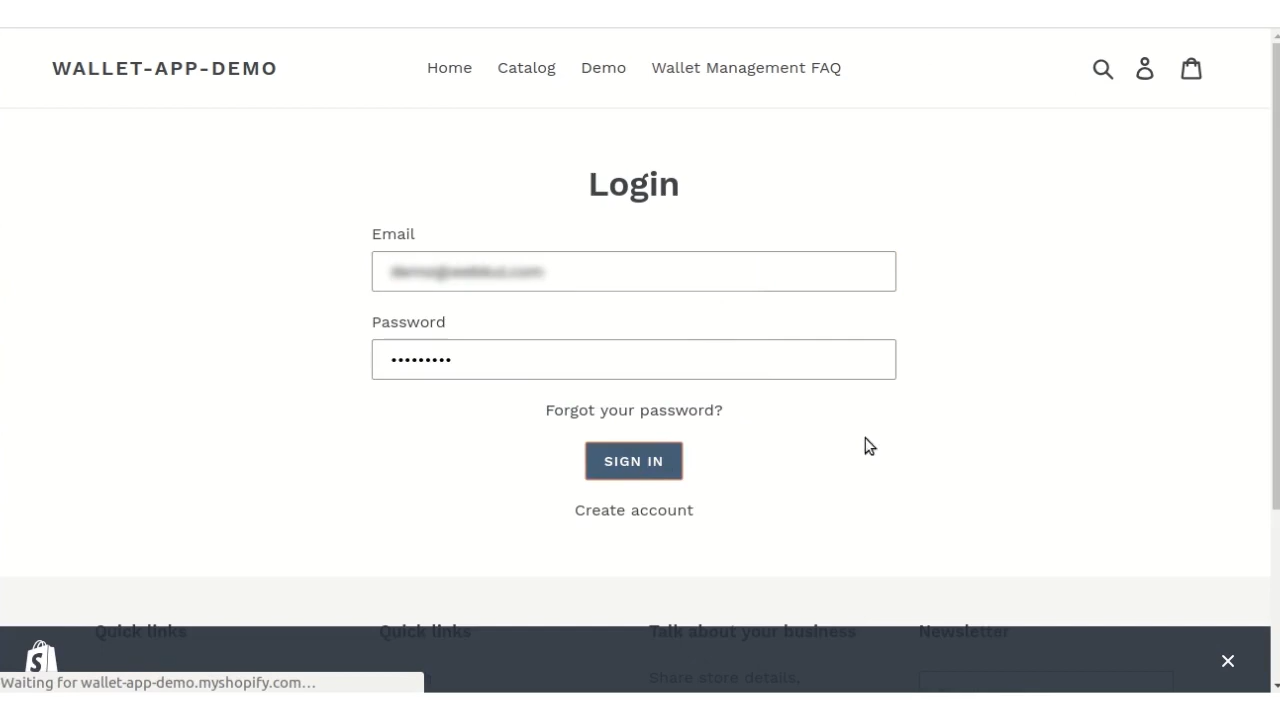 WALLET-APP-DEMO
Home Catalog Demo Wallet Management FAQ
Login
Email
Password
•••••••••
Forgot your password?
SIGN IN
Create account
Quick links Quick links Talk about your business Newsletter
Share store details,
Waiting for wallet-app-demo.myshopify.com…